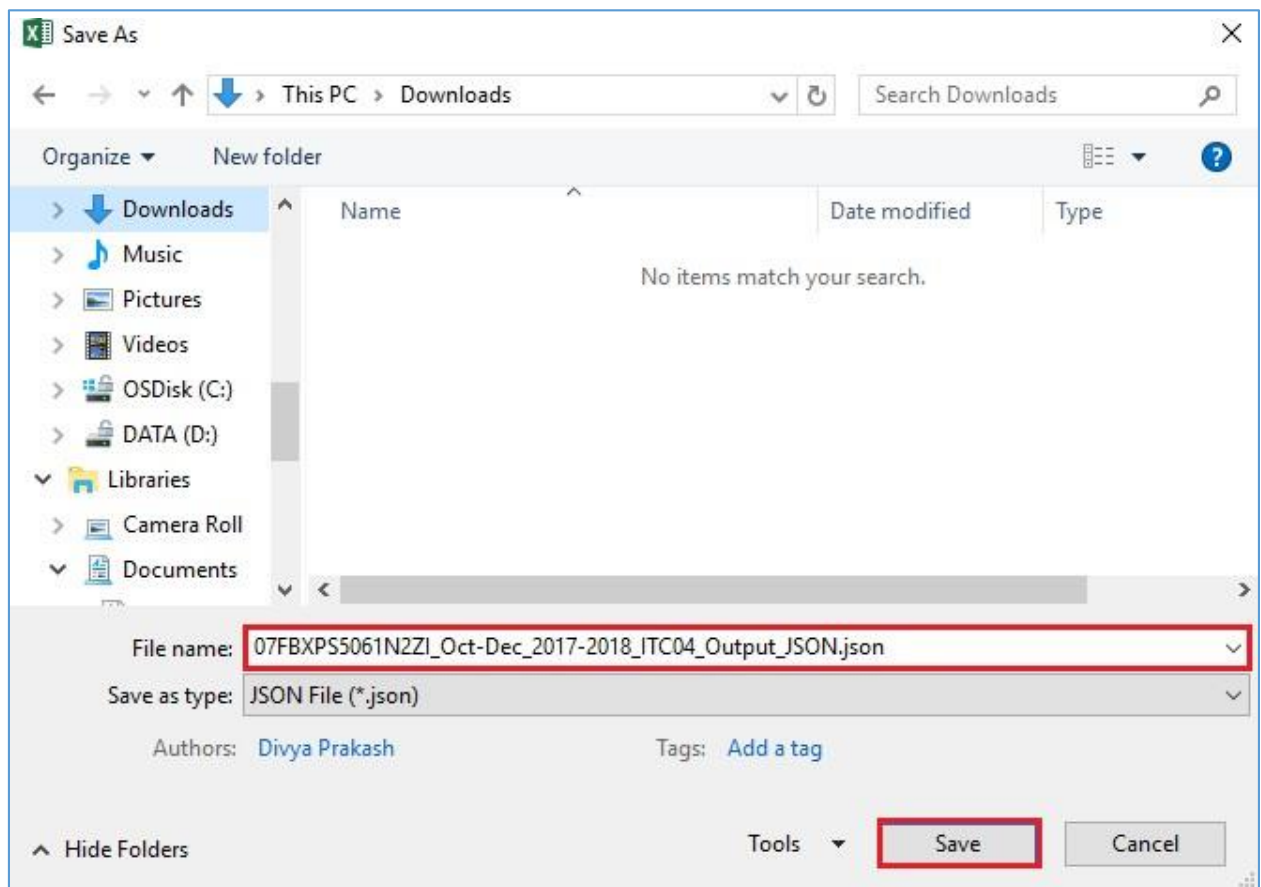 Save As
This PC > Downloads
Search Downloads
Organize
New folder
Downloads
Name
Date modified
Type
Music
No items match your search.
Pictures
Videos
OSDisk (C:)
DATA (D:)
Libraries
Camera Roll
Documents
File name: 07FBXPS5061N2ZI_Oct-Dec_2017-2018_ITC04_Output_JSON.json
Save as type: JSON File (*.json)
Authors: Divya Prakash
Tags: Add a tag
Hide Folders
Tools
Save
Cancel